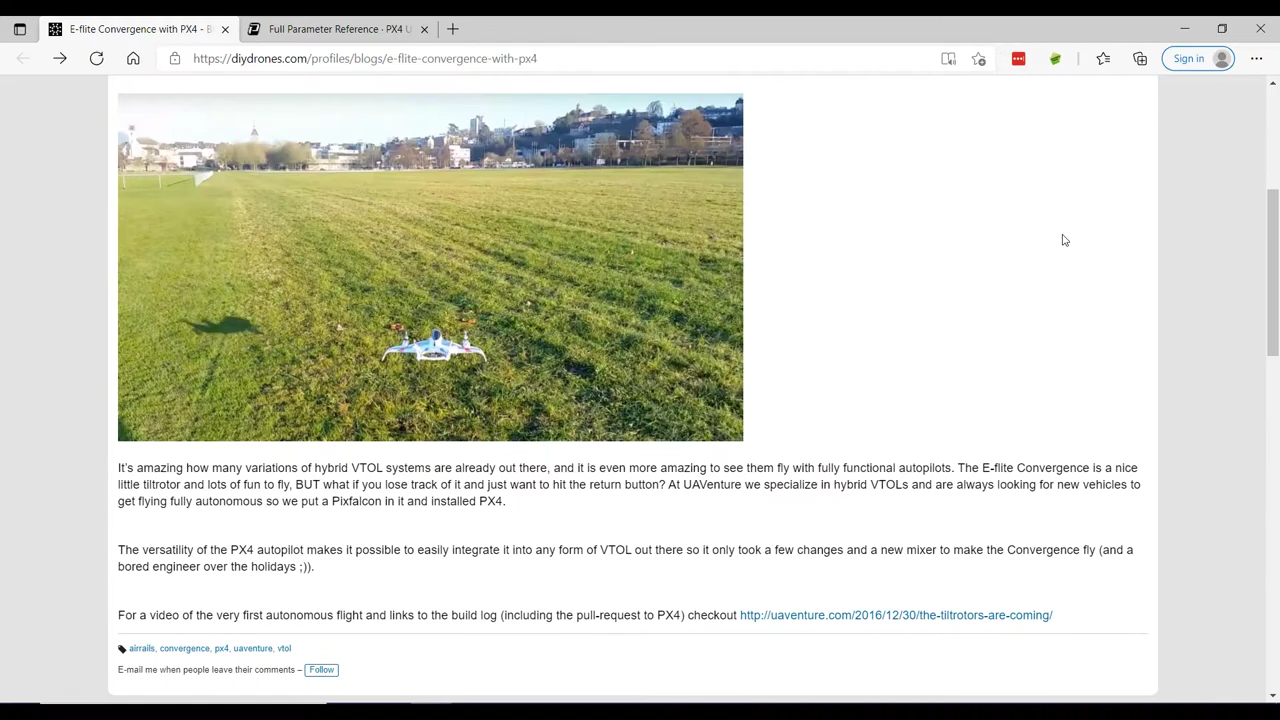 E-flite Convergence with PX4 - B
Full Parameter Reference · PX4 U
https://diydrones.com/profiles/blogs/e-flite-convergence-with-px4
Sign in
It's amazing how many variations of hybrid VTOL systems are already out there, and it is even more amazing to see them fly with fully functional autopilots. The E-flite Convergence is a nice
little tiltrotor and lots of fun to fly, BUT what if you lose track of it and just want to hit the return button? At UAVenture we specialize in hybrid VTOLs and are always looking for new vehicles to
get flying fully autonomous so we put a Pixfalcon in it and installed PX4.
The versatility of the PX4 autopilot makes it possible to easily integrate it into any form of VTOL out there so it only took a few changes and a new mixer to make the Convergence fly (and a
bored engineer over the holidays ;)).
For a video of the very first autonomous flight and links to the build log (including the pull-request to PX4) checkout http://uaventure.com/2016/12/30/the-tiltrotors-are-coming/
airrails, convergence, px4, uaventure, vtol
E-mail me when people leave their comments – Follow